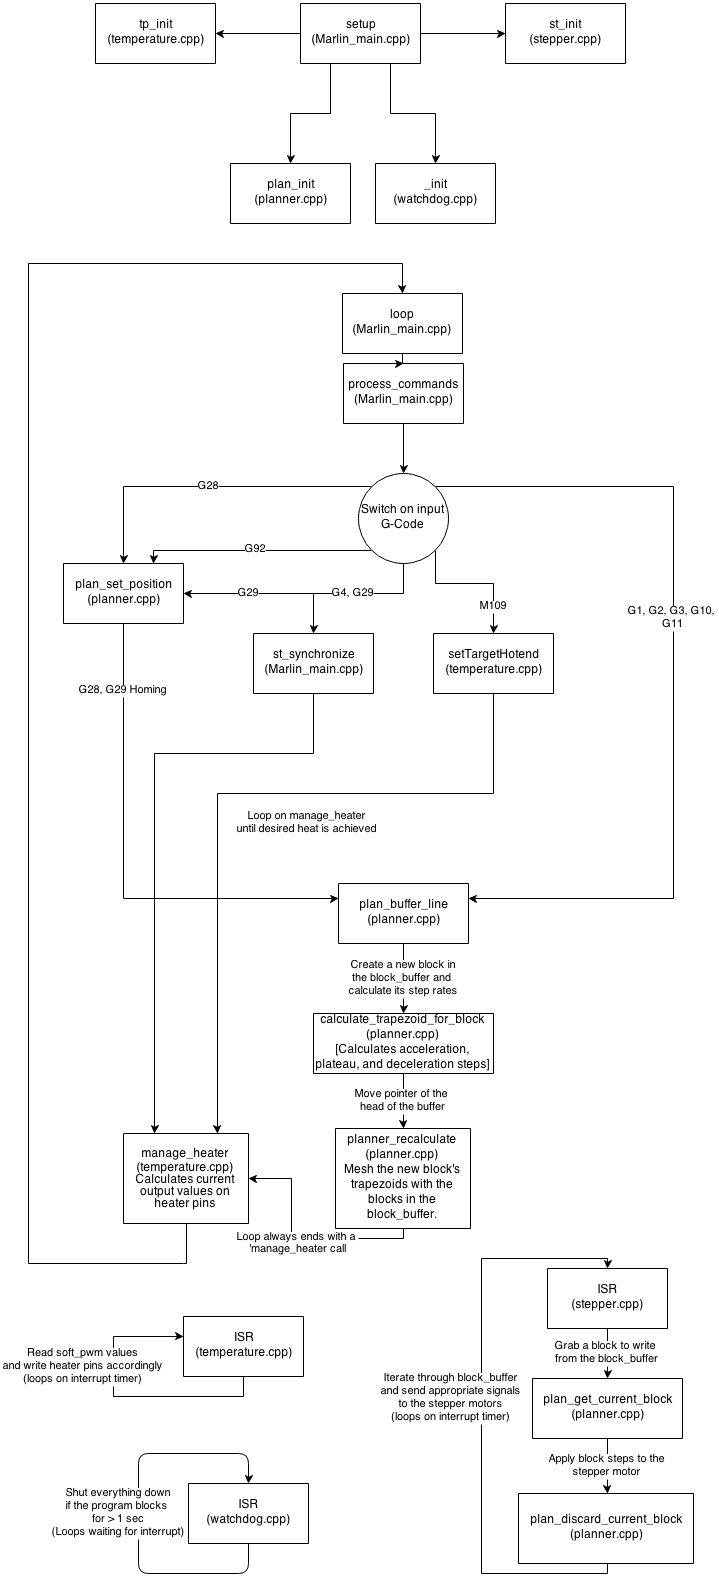 tp_init
(temperature.cpp)
setup
(Marlin_main.cpp)
st_init
(stepper.cpp)
plan_init
(planner.cpp)
_init
(watchdog.cpp)
loop
(Marlin_main.cpp)
process_commands
(Marlin_main.cpp)
G28
Switch on input
G-Code
G92
plan_set_position
(planner.cpp)
G29
G4, G29
M109
G1, G2, G3, G10,
G11
st_synchronize
(Marlin_main.cpp)
setTargetHotend
(temperature.cpp)
G28, G29 Homing
Loop on manage_heater
until desired heat is achieved
plan_buffer_line
(planner.cpp)
Create a new block in
the block_buffer and
calculate its step rates
calculate_trapezoid_for_block
(planner.cpp)
[Calculates acceleration,
plateau, and deceleration steps]
Move pointer of the
head of the buffer
manage_heater
(temperature.cpp)
Calculates current
output values on
heater pins
planner_recalculate
(planner.cpp)
Mesh the new block's
trapezoids with the
blocks in the
block_buffer.
Loop always ends with a
'manage_heater call
ISR
(stepper.cpp)
Grab a block to write
from the block_buffer
ISR
(temperature.cpp)
Read soft_pwm values
and write heater pins accordingly
(loops on interrupt timer)
Iterate through block_buffer
and send appropriate signals
to the stepper motors
(loops on interrupt timer)
plan_get_current_block
(planner.cpp)
Apply block steps to the
stepper motor
plan_discard_current_block
(planner.cpp)
Shut everything down
if the program blocks
for > 1 sec
(Loops waiting for interrupt)
ISR
(watchdog.cpp)